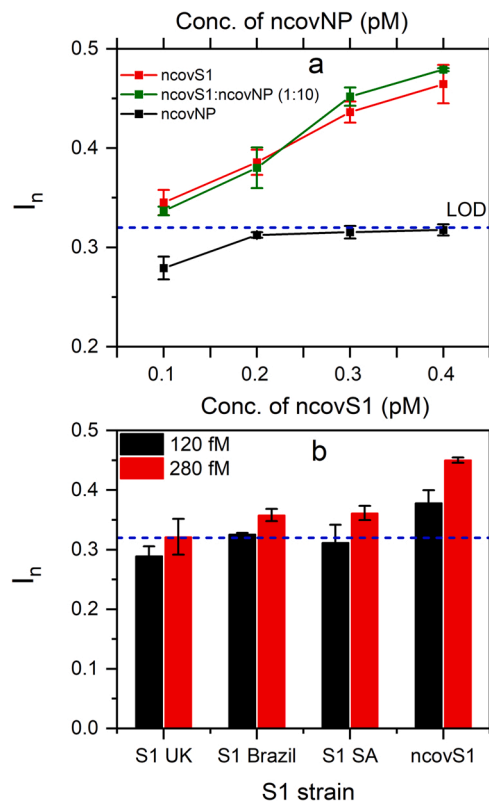 Conc. of ncovNP (pM)
0.5
a
ncovS1
ncovS1:ncovNP (1:10)
ncovNP
0.4
Iₙ
LOD
0.3
0.2
0.1 0.2 0.3 0.4
Conc. of ncovS1 (pM)
0.5
120 fM
280 fM
b
0.4
0.3
Iₙ
0.2
0.1
0.0
S1 UK S1 Brazil S1 SA ncovS1
S1 strain